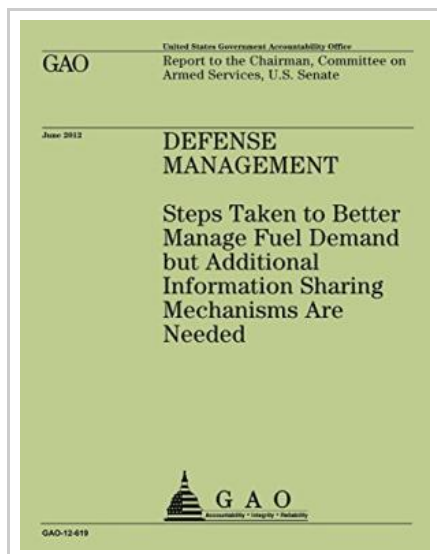 United States Government Accountability Office
GAO
Report to the Chairman, Committee on
Armed Services, U.S. Senate
June 2012
DEFENSE
MANAGEMENT
Steps Taken to Better
Manage Fuel Demand
but Additional
Information Sharing
Mechanisms Are
Needed
G A O
Accountability * Integrity * Reliability
GAO-12-619